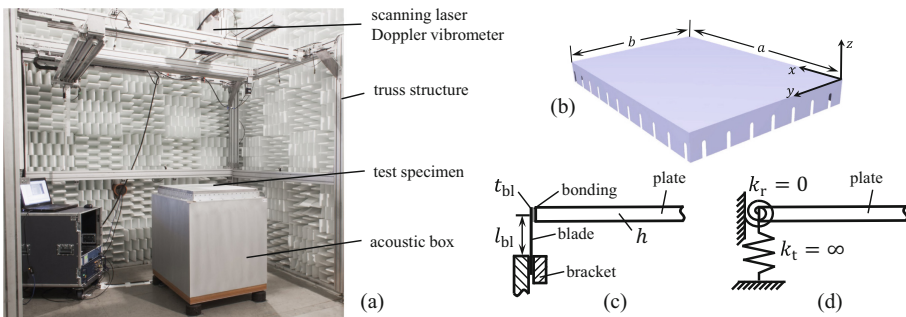 scanning laser
Doppler vibrometer
truss structure
test specimen
acoustic box
(a)
b
a
z
x
y
(b)
t_bl
bonding
plate
l_bl
blade
h
bracket
(c)
k_r = 0
plate
k_t = ∞
(d)